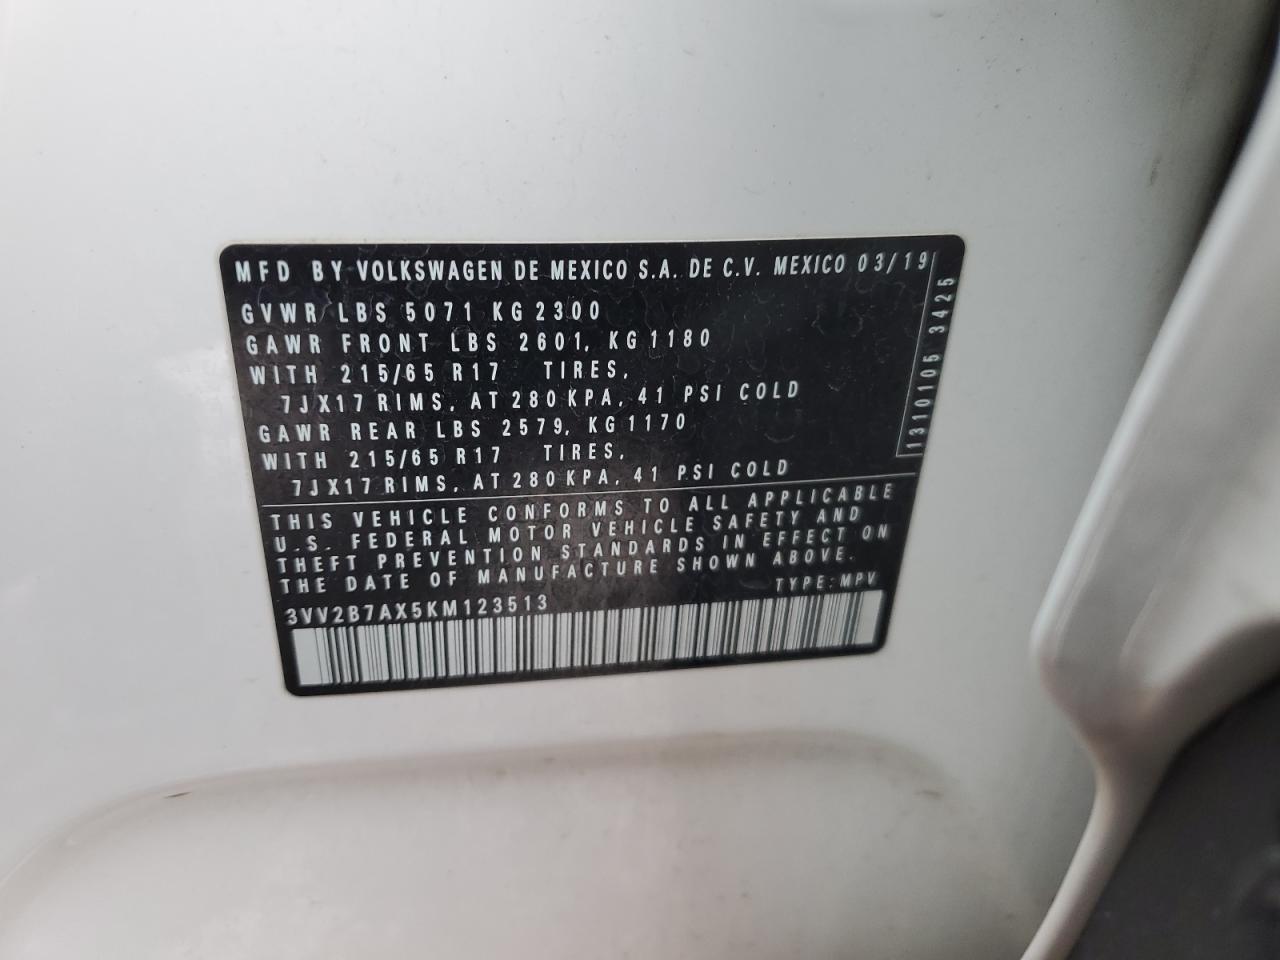 MFD BY VOLKSWAGEN DE MEXICO S.A. DE C.V. MEXICO 03/19
GVWR LBS 5071 KG 2300
GAWR FRONT LBS 2601, KG 1180
WITH 215/65 R17 TIRES,
7JX17 RIMS, AT 280 KPA, 41 PSI COLD
GAWR REAR LBS 2579, KG 1170
WITH 215/65 R17 TIRES,
7JX17 RIMS, AT 280 KPA, 41 PSI COLD
1310105 3425
THIS VEHICLE CONFORMS TO ALL APPLICABLE
U.S. FEDERAL MOTOR VEHICLE SAFETY AND
THEFT PREVENTION STANDARDS IN EFFECT ON
THE DATE OF MANUFACTURE SHOWN ABOVE.
TYPE: MPV
3VV2B7AX5KM123513